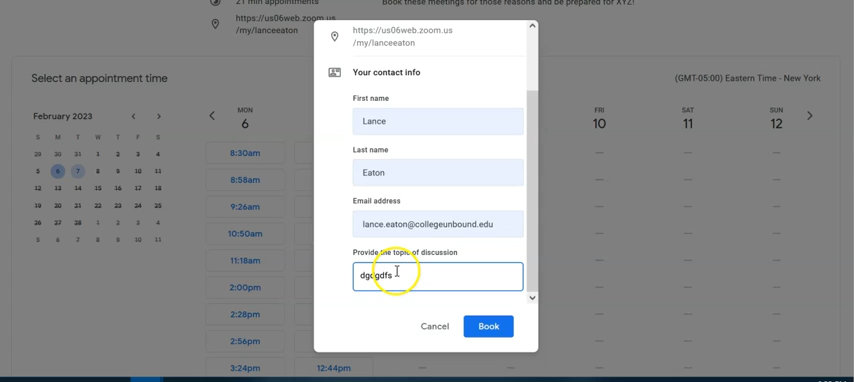 21 min appointments
Book these meetings for those reasons and be prepared for XYZ!
https://us06web.zoom.us
/my/lanceeaton
https://us06web.zoom.us
/my/lanceeaton
Your contact info
First name
Lance
Last name
Eaton
Email address
lance.eaton@collegeunbound.edu
Provide the topic of discussion
Cancel
Book
Select an appointment time
(GMT-05:00) Eastern Time - New York
February 2023
S M T W T F S
29 30 31 1 2 3 4
5 6 7 8 9 10 11
12 13 14 15 16 17 18
19 20 21 22 23 24 25
26 27 28 1 2 3 4
5 6 7 8 9 10 11
MON
6
FRI
10
SAT
11
SUN
12
8:30am
8:58am
9:26am
10:50am
11:18am
2:00pm
2:28pm
2:56pm
3:24pm
12:44pm